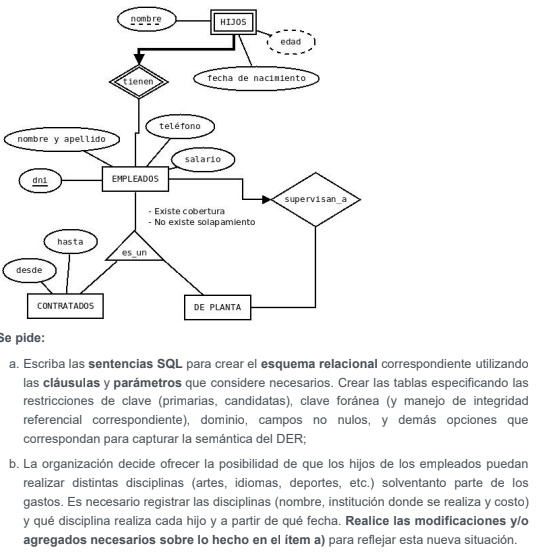 nombre
HIJOS
edad
tienen
fecha de nacimiento
teléfono
nombre y apellido
salario
dni
EMPLEADOS
supervisan_a
- Existe cobertura
- No existe solapamiento
hasta
es_un
desde
CONTRATADOS
DE PLANTA
Se pide:
a. Escriba las sentencias SQL para crear el esquema relacional correspondiente utilizando
las cláusulas y parámetros que considere necesarios. Crear las tablas especificando las
restricciones de clave (primarias, candidatas), clave foránea (y manejo de integridad
referencial correspondiente), dominio, campos no nulos, y demás opciones que
correspondan para capturar la semántica del DER;
b. La organización decide ofrecer la posibilidad de que los hijos de los empleados puedan
realizar distintas disciplinas (artes, idiomas, deportes, etc.) solventanto parte de los
gastos. Es necesario registrar las disciplinas (nombre, institución donde se realiza y costo)
y qué disciplina realiza cada hijo y a partir de qué fecha. Realice las modificaciones y/o
agregados necesarios sobre lo hecho en el ítem a) para reflejar esta nueva situación.